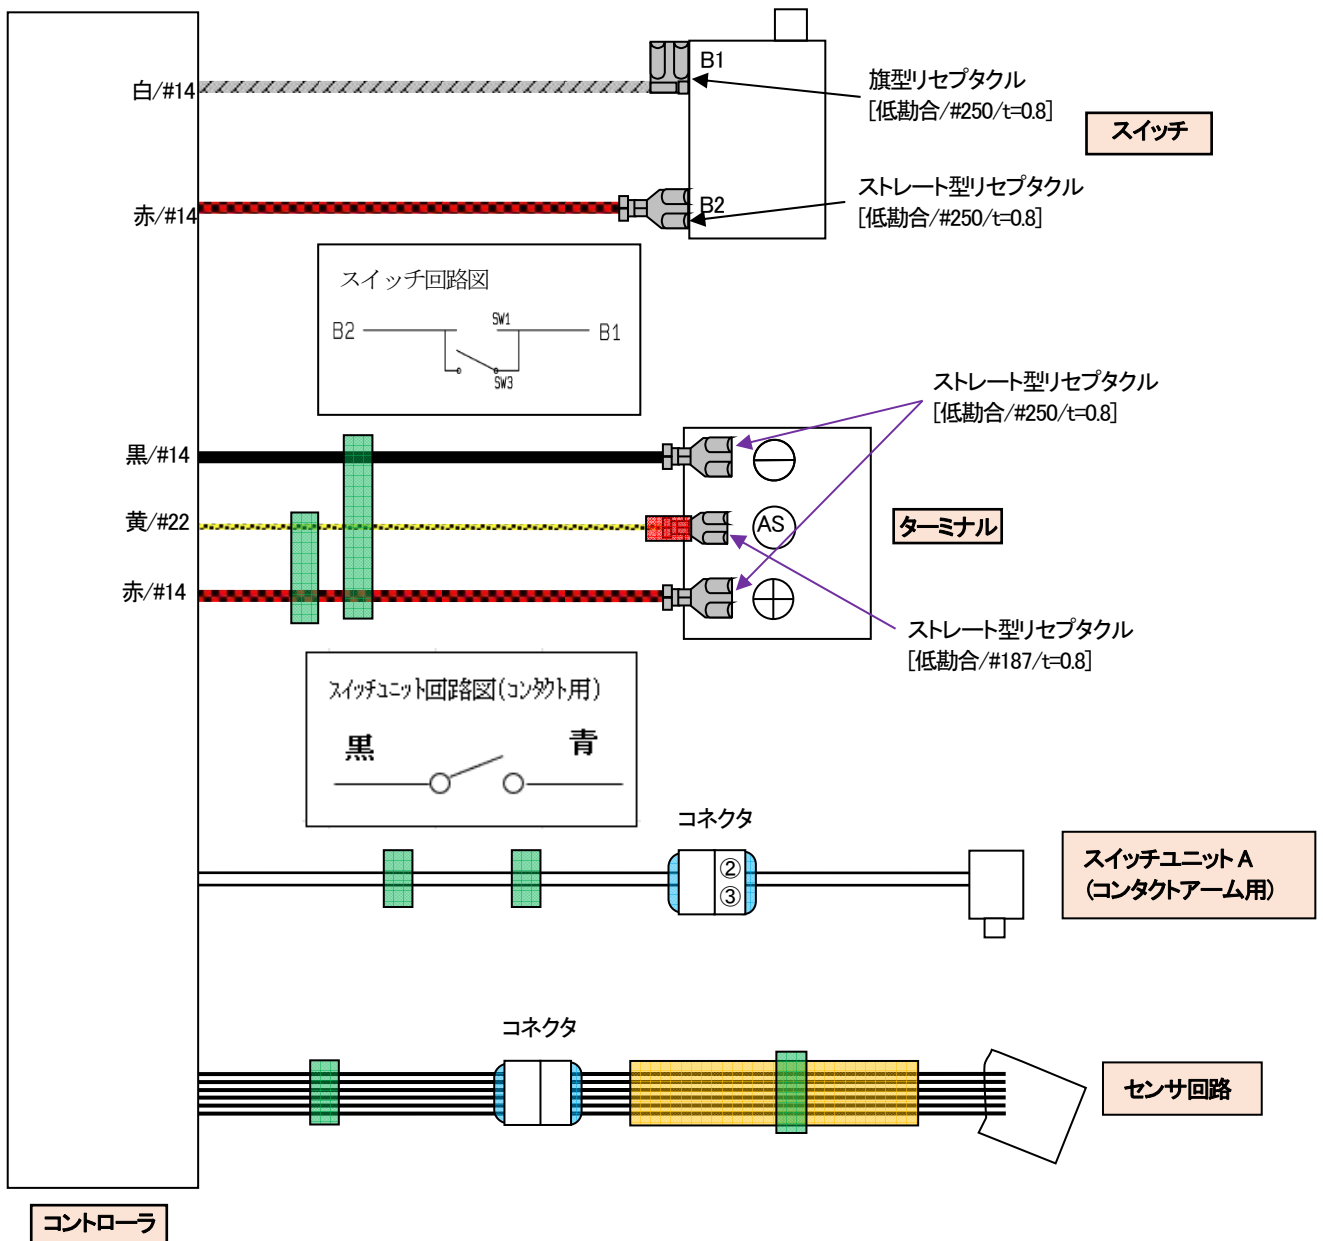 白/#14
B1
旗型リセプタクル
[低勘合/#250/t=0.8]
スイッチ
赤/#14
B2
ストレート型リセプタクル
[低勘合/#250/t=0.8]
スイッチ回路図
B2
SW1
B1
SW3
ストレート型リセプタクル
[低勘合/#250/t=0.8]
黒/#14
黄/#22
AS
ターミナル
赤/#14
ストレート型リセプタクル
[低勘合/#187/t=0.8]
スイッチユニット回路図(コンタクト用)
黒
青
コネクタ
②
③
スイッチユニット A
(コンタクトアーム用)
コネクタ
センサ回路
コントローラ